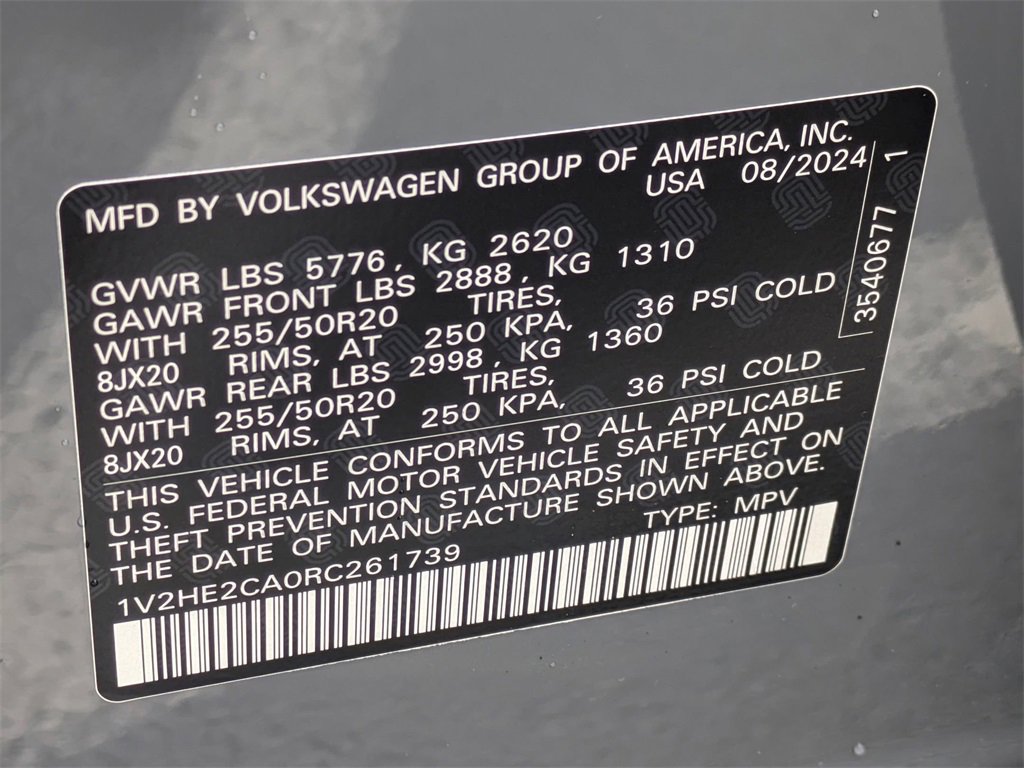 MFD BY VOLKSWAGEN GROUP OF AMERICA, INC.
USA 08/2024
GVWR LBS 5776, KG 2620
GAWR FRONT LBS 2888, KG 1310
WITH 255/50R20 TIRES,
8JX20 RIMS, AT 250 KPA, 36 PSI COLD
GAWR REAR LBS 2998, KG 1360
WITH 255/50R20 TIRES,
8JX20 RIMS, AT 250 KPA, 36 PSI COLD
THIS VEHICLE CONFORMS TO ALL APPLICABLE
U.S. FEDERAL MOTOR VEHICLE SAFETY AND
THEFT PREVENTION STANDARDS IN EFFECT ON
THE DATE OF MANUFACTURE SHOWN ABOVE.
1V2HE2CA0RC261739 TYPE: MPV
3540677 1